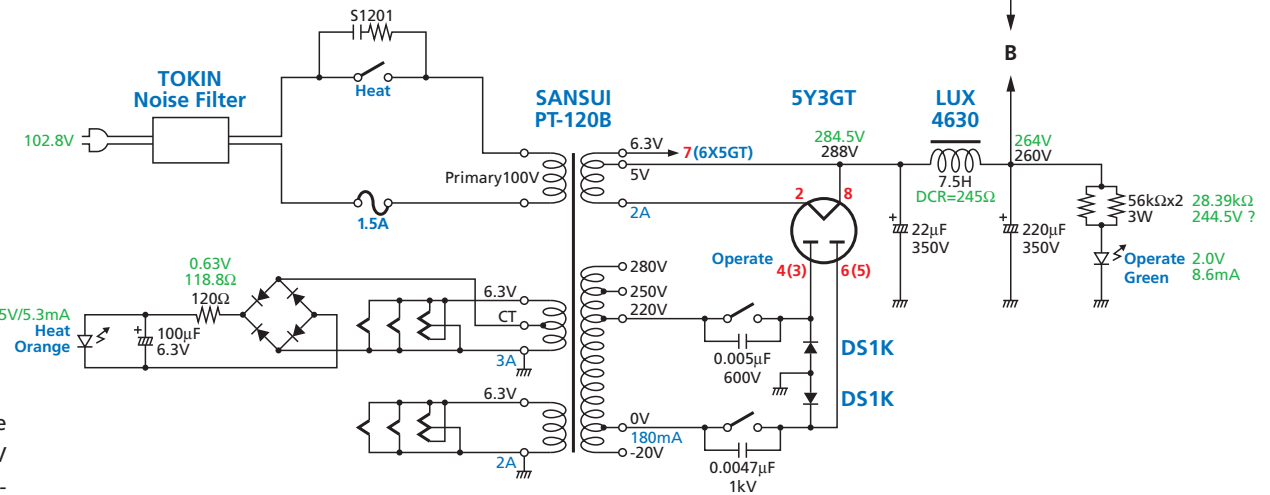 S1201
B
TOKIN
Noise Filter
Heat
SANSUI
PT-120B
5Y3GT
LUX
4630
102.8V
6.3V
7(6X5GT)
284.5V
288V
264V
260V
Primary100V
5V
7.5H
DCR=245Ω
2
8
2A
1.5A
56kΩx2
3W
28.39kΩ
244.5V ?
+
22μF
350V
+
220μF
350V
Operate
Green
2.0V
8.6mA
Operate
4(3)
6(5)
0.63V
118.8Ω
120Ω
280V
250V
220V
6.3V
CT
3A
5V/5.3mA
Heat
Orange
+
100μF
6.3V
0.005μF
600V
DS1K
DS1K
6.3V
2A
0V
180mA
-20V
0.0047μF
1kV
e
V
-